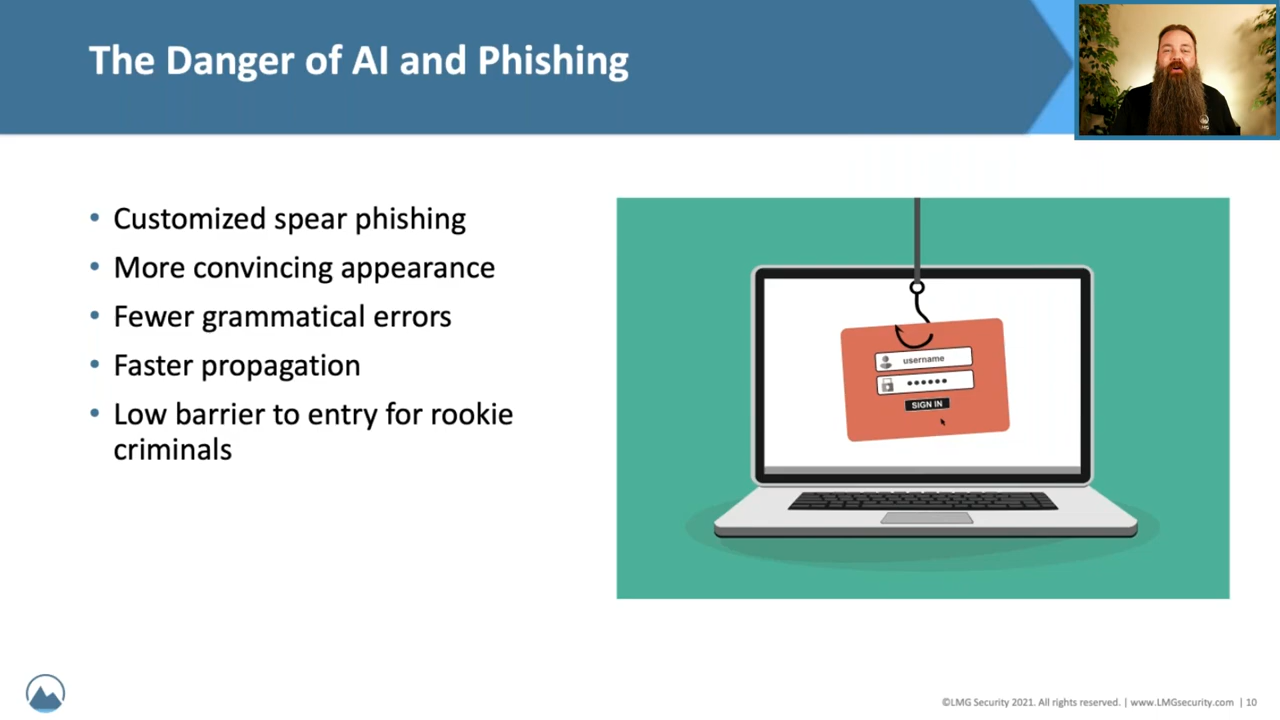 The Danger of AI and Phishing
• Customized spear phishing
• More convincing appearance
• Fewer grammatical errors
• Faster propagation
• Low barrier to entry for rookie
criminals
username
••••••
SIGN IN
©LMG Security 2021. All rights reserved. | www.LMGsecurity.com | 10